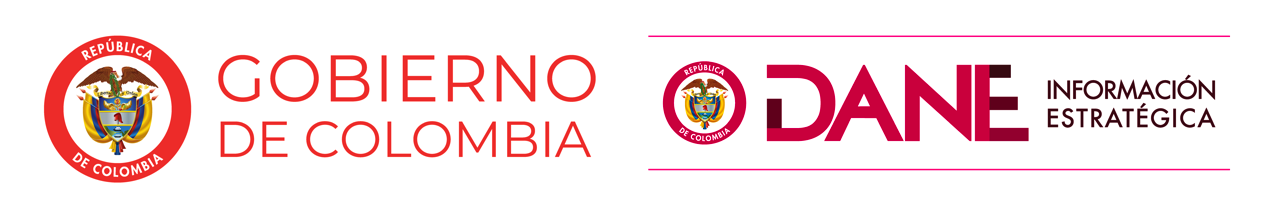 REPÚBLICA
DE COLOMBIA
GOBIERNO
DE COLOMBIA
REPÚBLICA
DE COLOMBIA
DANE
INFORMACIÓN
ESTRATÉGICA